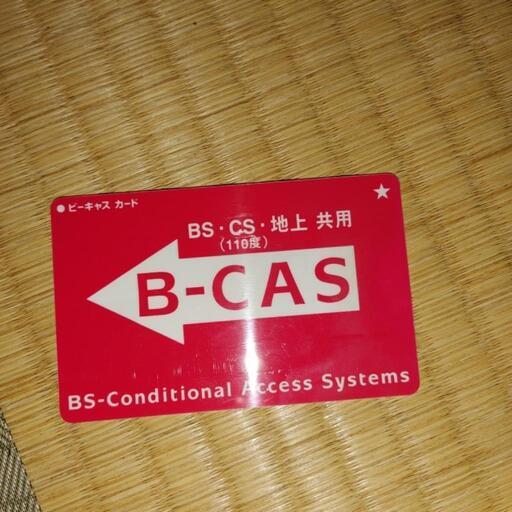 ● ビーキャス カード
★
BS・CS・地上 共用
(110度)
B-CAS
BS-Conditional Access Systems